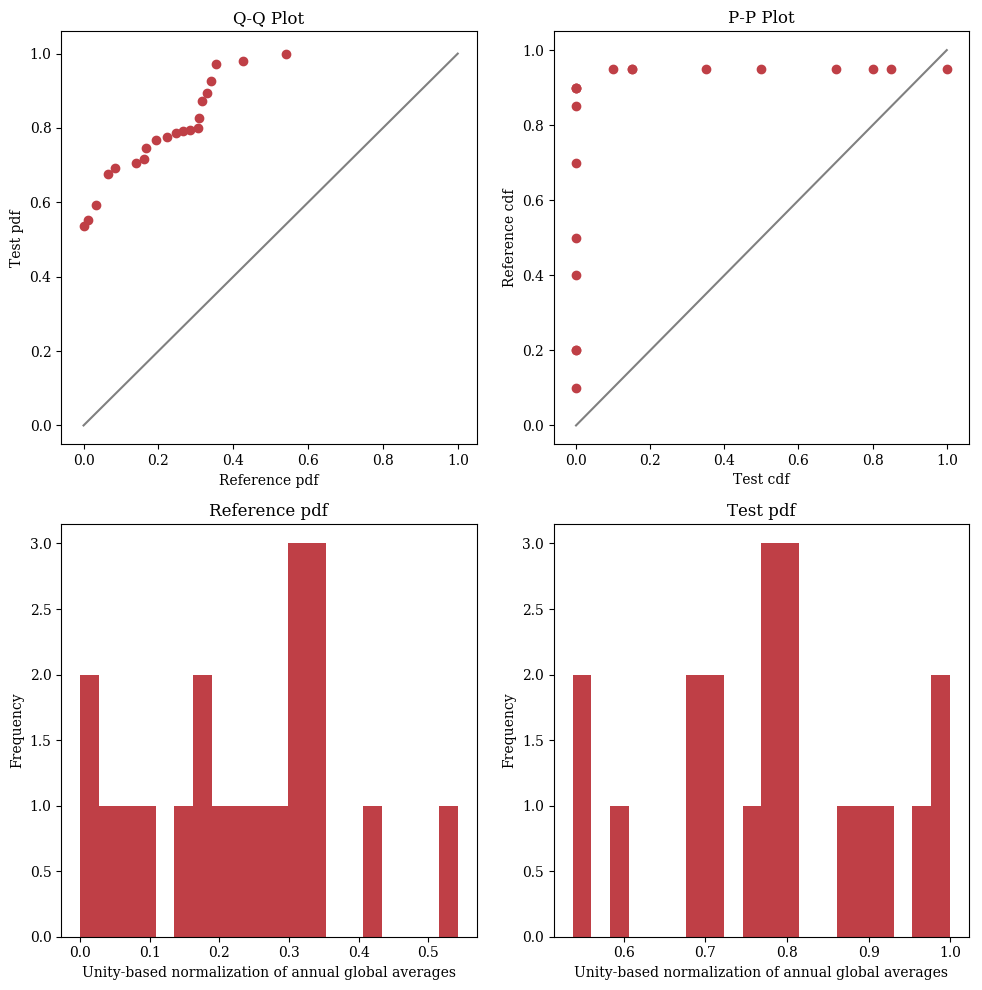 Q-Q Plot
1.0
0.8
0.6
0.4
0.2
0.0
Test pdf
0.0 0.2 0.4 0.6 0.8 1.0
Reference pdf
P-P Plot
1.0
0.8
0.6
0.4
0.2
0.0
Reference cdf
0.0 0.2 0.4 0.6 0.8 1.0
Test cdf
Reference pdf
3.0
2.5
2.0
1.5
1.0
0.5
0.0
Frequency
0.0 0.1 0.2 0.3 0.4 0.5
Unity-based normalization of annual global averages
Test pdf
3.0
2.5
2.0
1.5
1.0
0.5
0.0
Frequency
0.6 0.7 0.8 0.9 1.0
Unity-based normalization of annual global averages